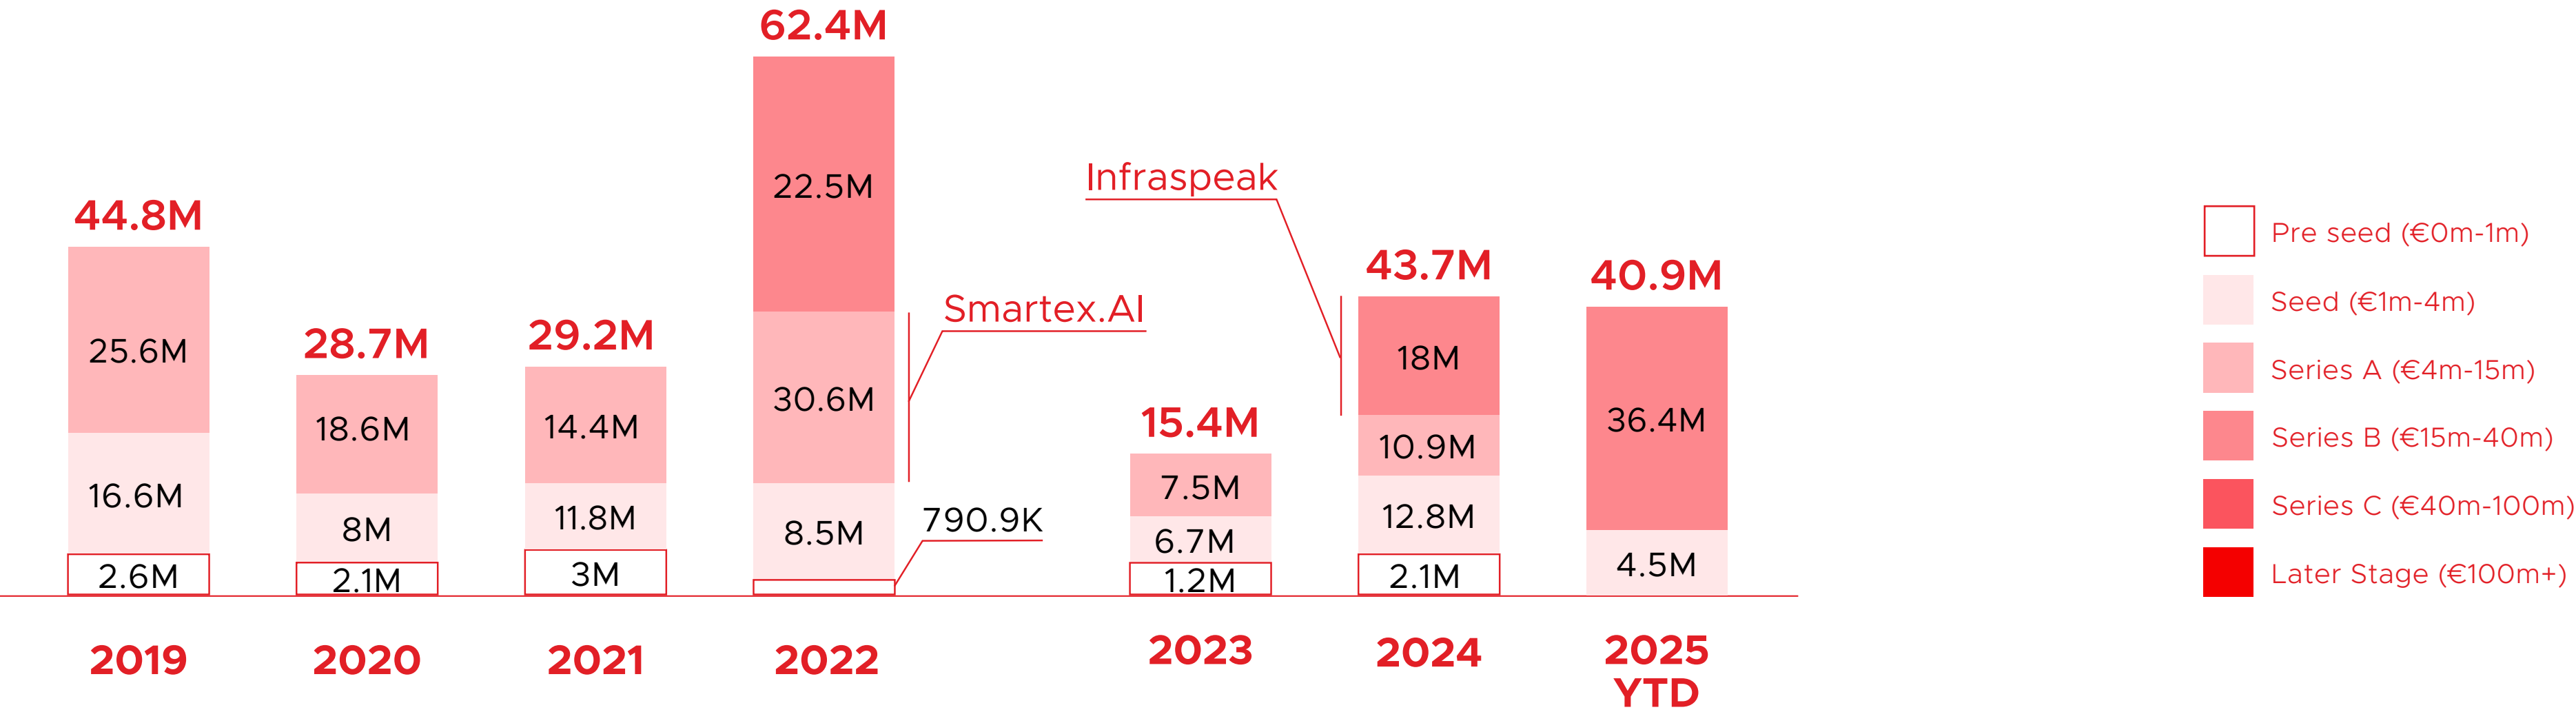 44.8M
25.6M
16.6M
2.6M
2019
28.7M
18.6M
8M
2.1M
2020
29.2M
14.4M
11.8M
3M
2021
62.4M
22.5M
30.6M
8.5M
2022
Smartex.AI
790.9K
Infraspeak
15.4M
7.5M
6.7M
1.2M
2023
43.7M
18M
10.9M
12.8M
2.1M
2024
40.9M
36.4M
4.5M
2025
YTD
Pre seed (€0m-1m)
Seed (€1m-4m)
Series A (€4m-15m)
Series B (€15m-40m)
Series C (€40m-100m)
Later Stage (€100m+)